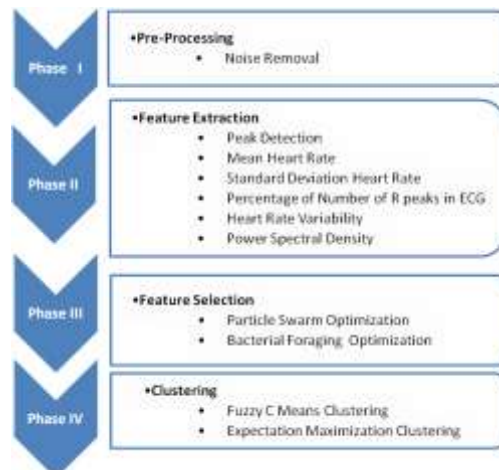 Phase I
•Pre-Processing
• Noise Removal
Phase II
•Feature Extraction
• Peak Detection
• Mean Heart Rate
• Standard Deviation Heart Rate
• Percentage of Number of R peaks in ECG
• Heart Rate Variability
• Power Spectral Density
Phase III
•Feature Selection
• Particle Swarm Optimization
• Bacterial Foraging Optimization
Phase IV
•Clustering
• Fuzzy C Means Clustering
• Expectation Maximization Clustering